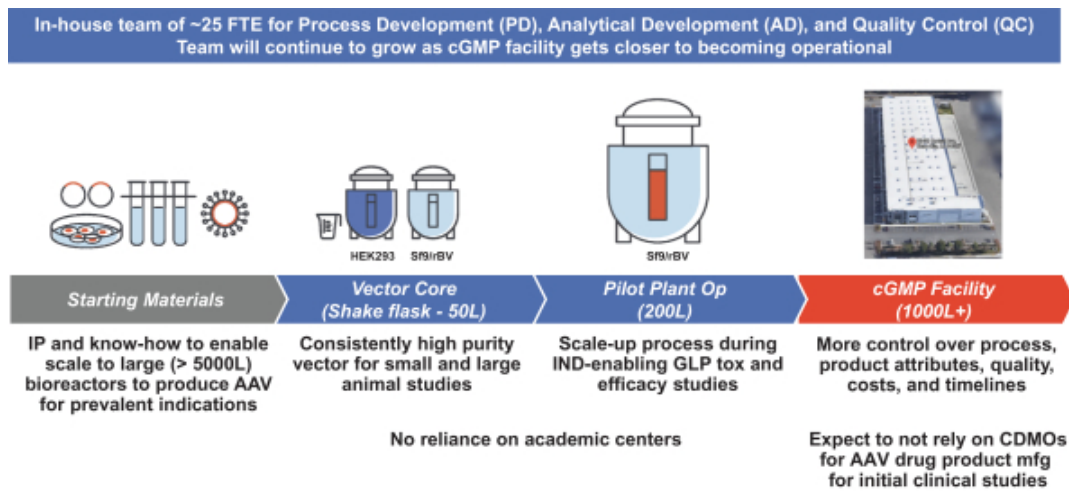 In-house team of ~25 FTE for Process Development (PD), Analytical Development (AD), and Quality Control (QC)
Team will continue to grow as cGMP facility gets closer to becoming operational
HEK293
Sf9/rBV
Sf9/rBV
Starting Materials
Vector Core
(Shake flask - 50L)
Pilot Plant Op
(200L)
cGMP Facility
(1000L+)
IP and know-how to enable
scale to large (> 5000L)
bioreactors to produce AAV
for prevalent indications
Consistently high purity
vector for small and large
animal studies
Scale-up process during
IND-enabling GLP tox and
efficacy studies
More control over process,
product attributes, quality,
costs, and timelines
No reliance on academic centers
Expect to not rely on CDMOs
for AAV drug product mfg
for initial clinical studies